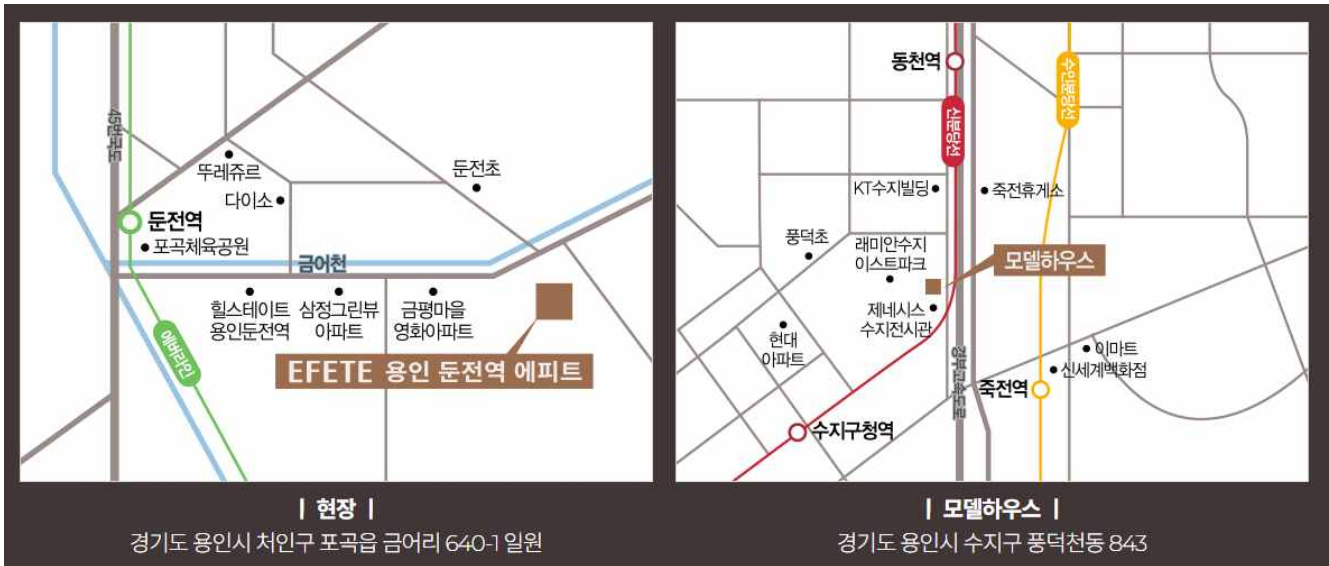 45번국도
뚜레쥬르
다이소
둔전초
둔전역
포곡체육공원
금어천
힐스테이트
용인둔전역
삼정그린뷰
아파트
금평마을
영화아파트
에버라인
EFETE 용인 둔전역 에피트
| 현장 |
경기도 용인시 처인구 포곡읍 금어리 640-1 일원
동천역
신분당선
수인분당선
KT수지빌딩
죽전휴게소
풍덕초
래미안수지
이스트파크
모델하우스
제네시스
수지전시관
현대
아파트
경부고속도로
이마트
신세계백화점
죽전역
수지구청역
| 모델하우스 |
경기도 용인시 수지구 풍덕천동 843